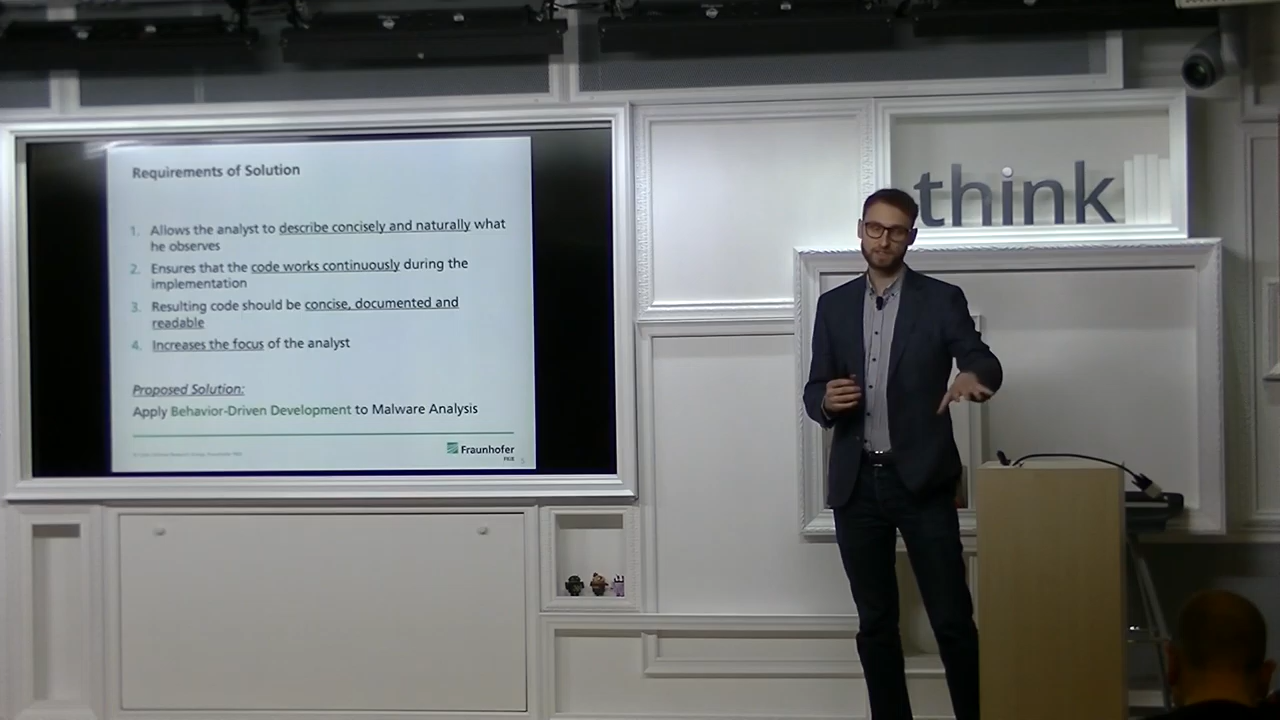 Requirements of Solution
1. Allows the analyst to describe concisely and naturally what
he observes
2. Ensures that the code works continuously during the
implementation
3. Resulting code should be concise, documented and
readable
4. Increases the focus of the analyst
Proposed Solution:
Apply Behavior-Driven Development to Malware Analysis
Fraunhofer
FKIE
5
think